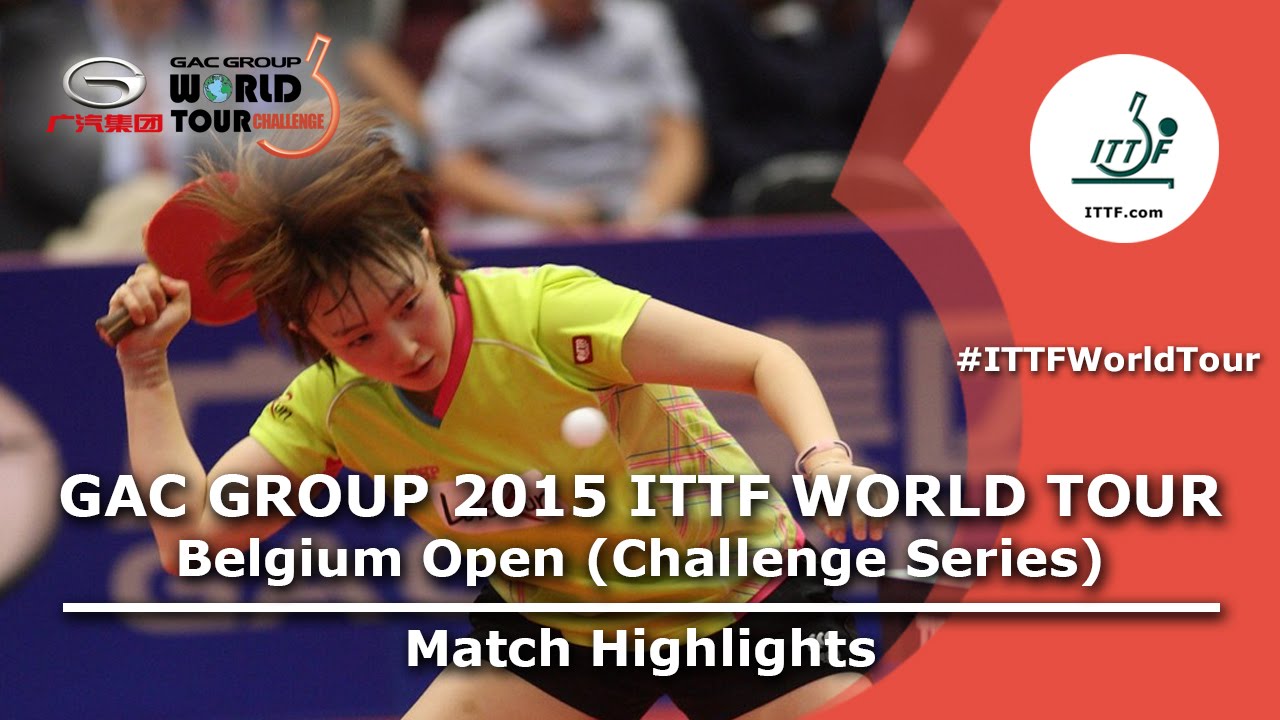 GAC GROUP
WORLD
TOUR CHALLENGE
广汽集团
ITTF
ITTF.com
#ITTFWorldTour
GAC GROUP 2015 ITTF WORLD TOUR
Belgium Open (Challenge Series)
Match Highlights